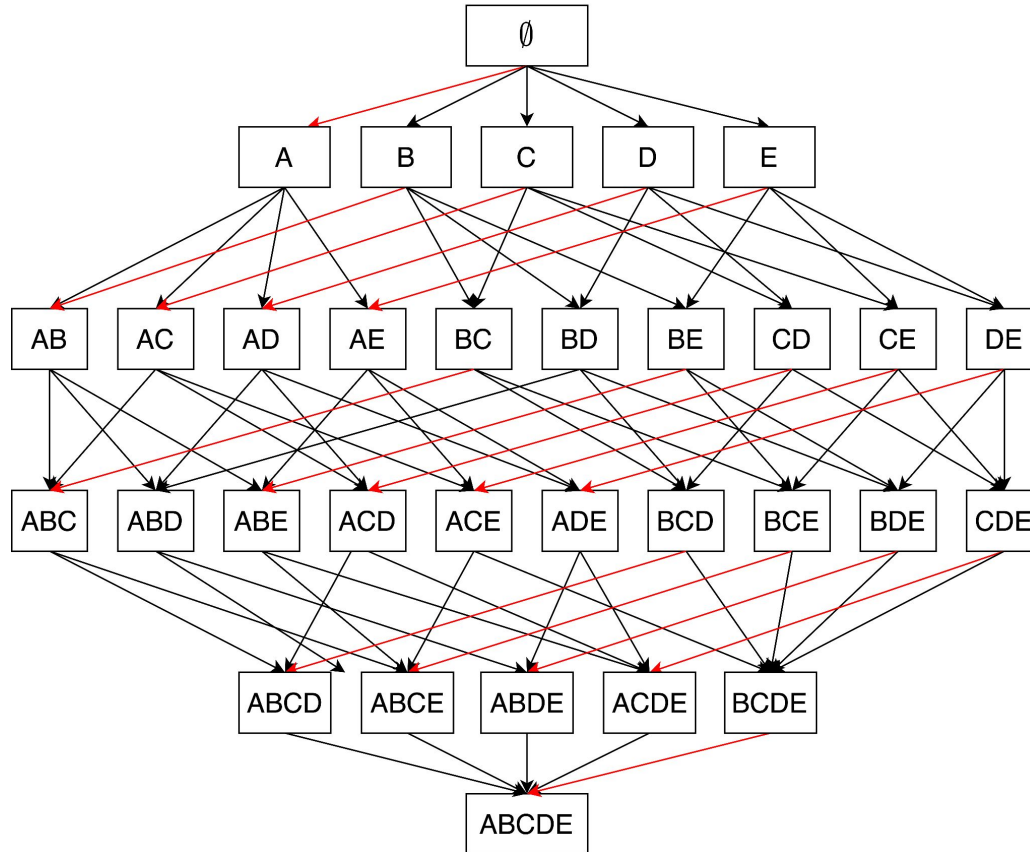 ∅
A B C D E
AB AC AD AE BC BD BE CD CE DE
ABC ABD ABE ACD ACE ADE BCD BCE BDE CDE
ABCD ABCE ABDE ACDE BCDE
ABCDE